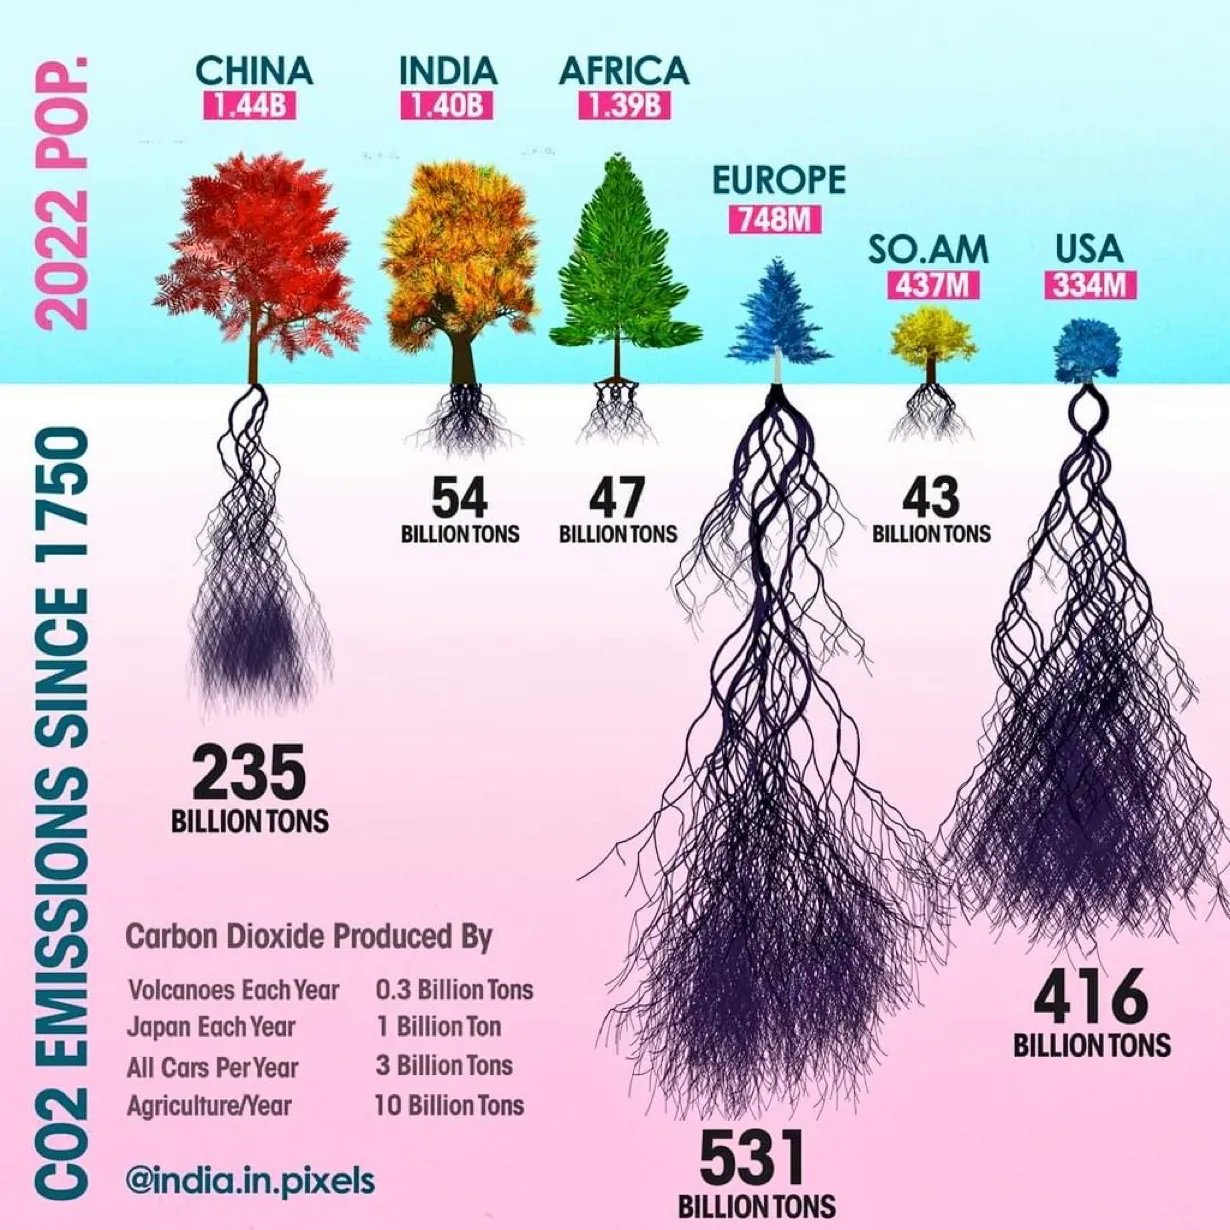 2022 POP.
CHINA
1.44B
INDIA
1.40B
AFRICA
1.39B
EUROPE
748M
SO.AM
437M
USA
334M
CO2 EMISSIONS SINCE 1750
235
BILLION TONS
54
BILLION TONS
47
BILLION TONS
531
BILLION TONS
43
BILLION TONS
416
BILLION TONS
Carbon Dioxide Produced By
Volcanoes Each Year 0.3 Billion Tons
Japan Each Year 1 Billion Ton
All Cars Per Year 3 Billion Tons
Agriculture/Year 10 Billion Tons
@india.in.pixels